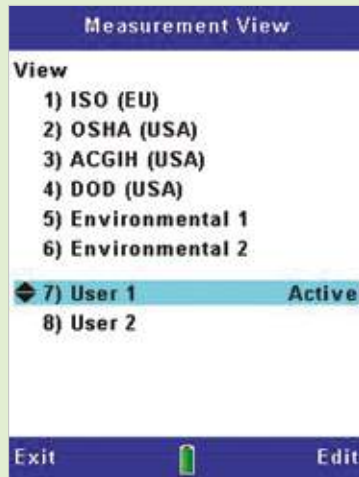 Measurement View
View
1) ISO (EU)
2) OSHA (USA)
3) ACGIH (USA)
4) DOD (USA)
5) Environmental 1
6) Environmental 2
7) User 1 Active
8) User 2
Exit Edit